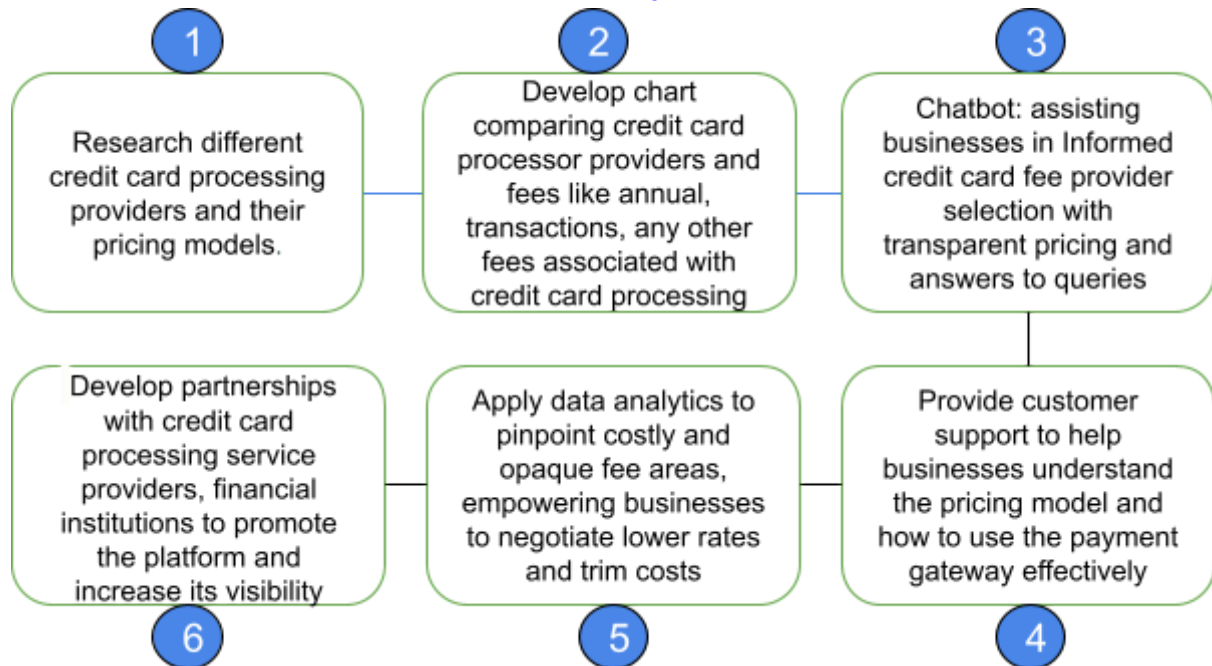 1
Research different
credit card processing
providers and their
pricing models.
2
Develop chart
comparing credit card
processor providers and
fees like annual,
transactions, any other
fees associated with
credit card processing
3
Chatbot: assisting
businesses in Informed
credit card fee provider
selection with
transparent pricing and
answers to queries
4
Provide customer
support to help
businesses understand
the pricing model and
how to use the payment
gateway effectively
5
Apply data analytics to
pinpoint costly and
opaque fee areas,
empowering businesses
to negotiate lower rates
and trim costs
6
Develop partnerships
with credit card
processing service
providers, financial
institutions to promote
the platform and
increase its visibility